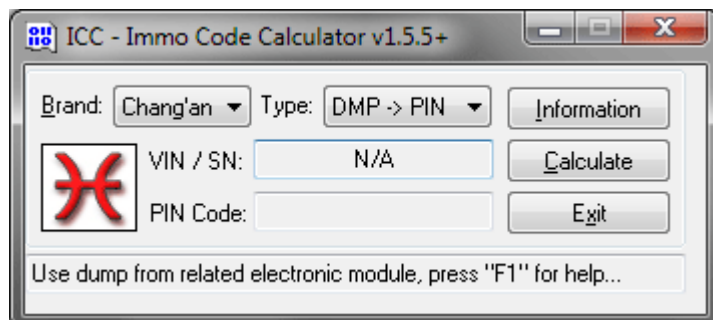 ICC - Immo Code Calculator v1.5.5+
Brand: Chang'an Type: DMP -> PIN Information
VIN / SN: N/A Calculate
PIN Code: Exit
Use dump from related electronic module, press "F1" for help...